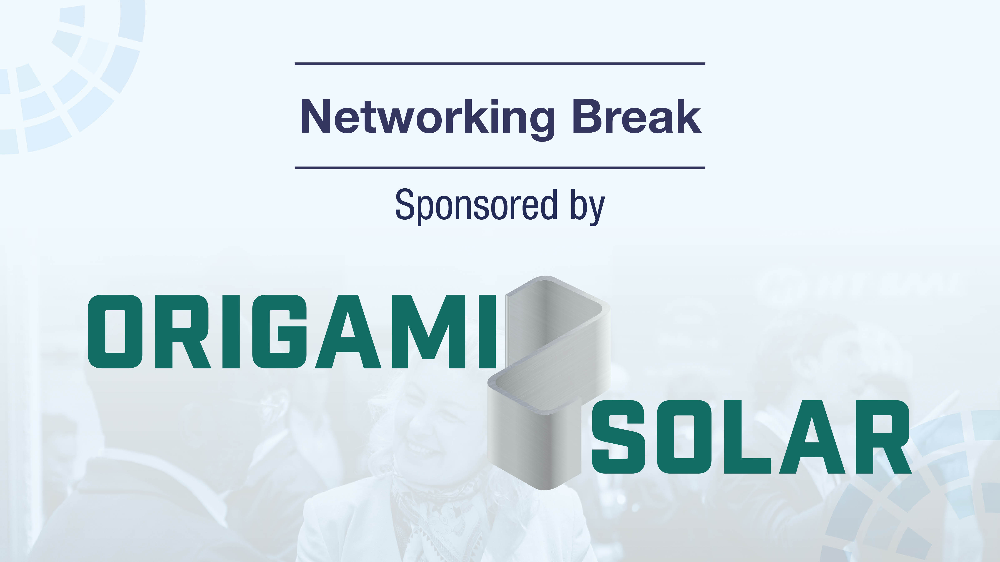 Networking Break
Sponsored by
ORIGAMI
SOLAR